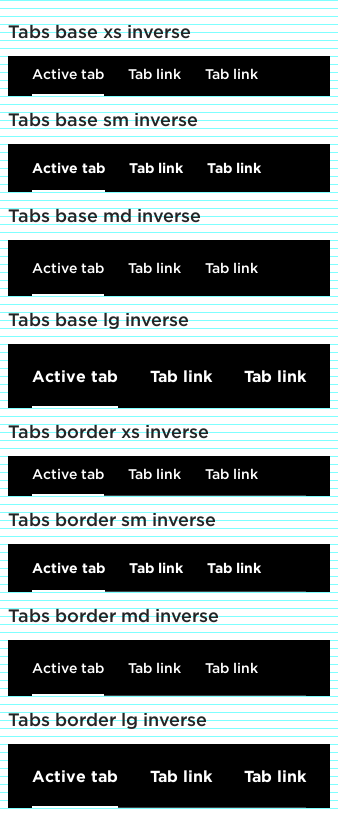 Tabs base xs inverse
Active tab Tab link Tab link
Tabs base sm inverse
Active tab Tab link Tab link
Tabs base md inverse
Active tab Tab link Tab link
Tabs base lg inverse
Active tab Tab link Tab link
Tabs border xs inverse
Active tab Tab link Tab link
Tabs border sm inverse
Active tab Tab link Tab link
Tabs border md inverse
Active tab Tab link Tab link
Tabs border lg inverse
Active tab Tab link Tab link